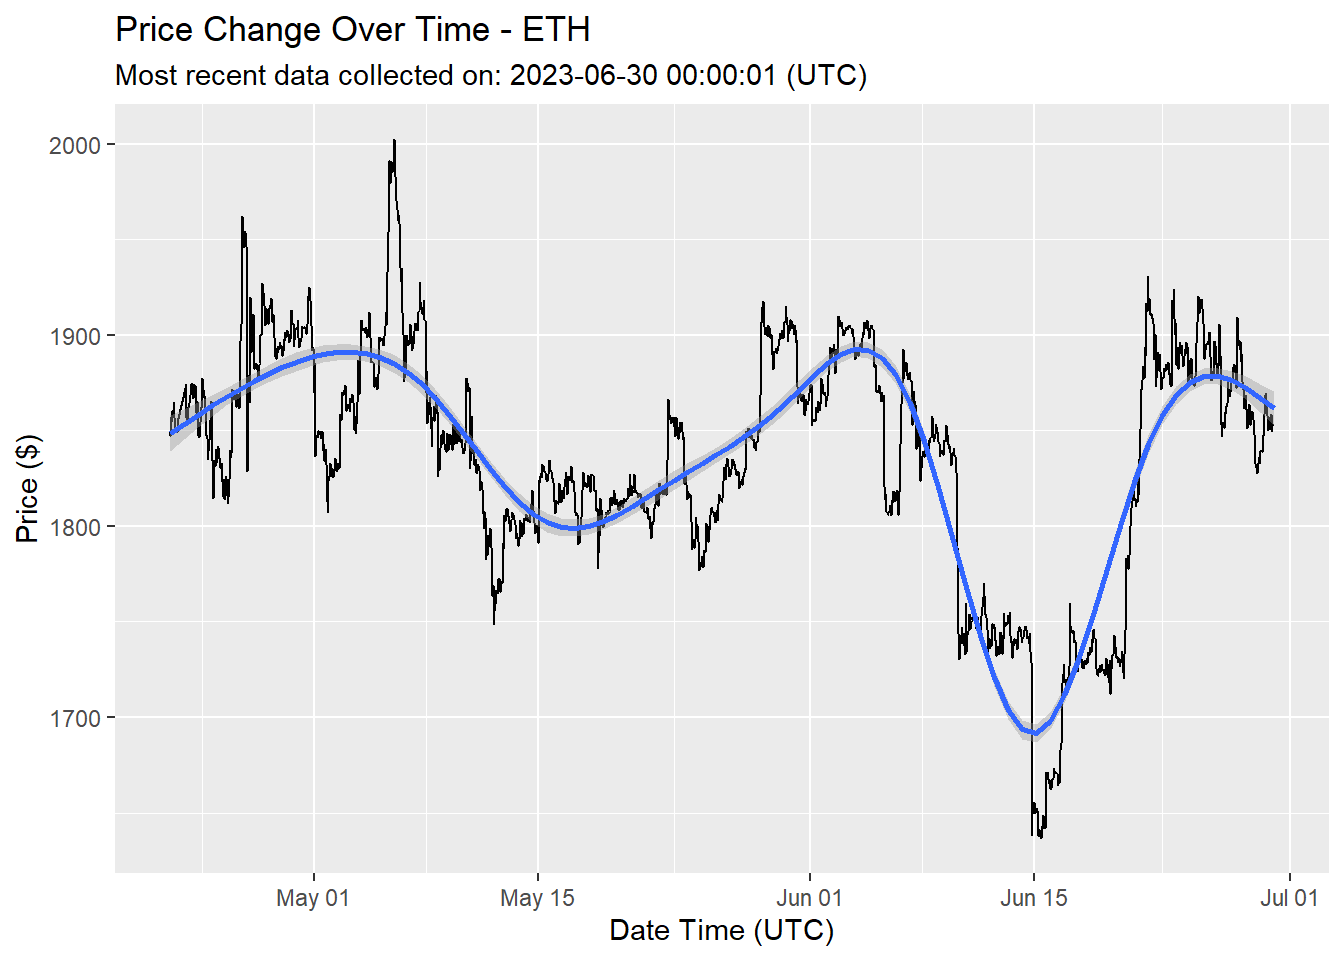 Price Change Over Time - ETH
Most recent data collected on: 2023-06-30 00:00:01 (UTC)
2000
1900
1800
1700
Price ($)
May 01
May 15
Jun 01
Jun 15
Jul 01
Date Time (UTC)